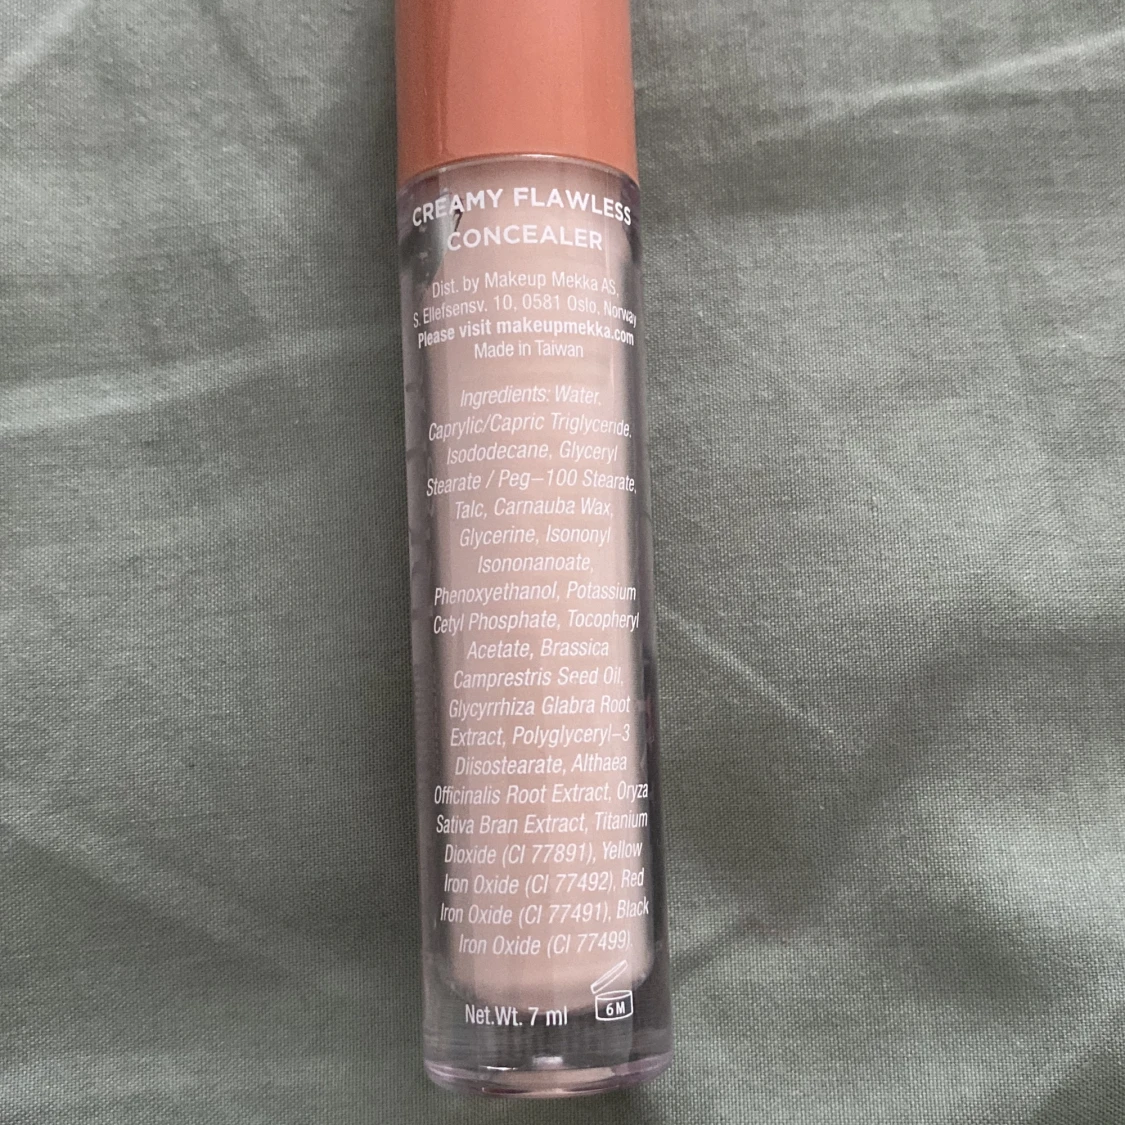 CREAMY FLAWLESS
CONCEALER
Dist. by Makeup Mekka AS,
S. Ellefsensv. 10, 0581 Oslo, Norway
Please visit makeupmekka.com
Made in Taiwan
Ingredients: Water,
Caprylic/Capric Triglyceride,
Isododecane, Glyceryl
Stearate / Peg–100 Stearate,
Talc, Carnauba Wax,
Glycerine, Isononyl
Isononanoate,
Phenoxyethanol, Potassium
Cetyl Phosphate, Tocopheryl
Acetate, Brassica
Camprestris Seed Oil,
Glycyrrhiza Glabra Root
Extract, Polyglyceryl–3
Diisostearate, Althaea
Officinalis Root Extract, Oryza
Sativa Bran Extract, Titanium
Dioxide (CI 77891), Yellow
Iron Oxide (CI 77492), Red
Iron Oxide (CI 77491), Black
Iron Oxide (CI 77499).
Net.Wt. 7 ml
6M